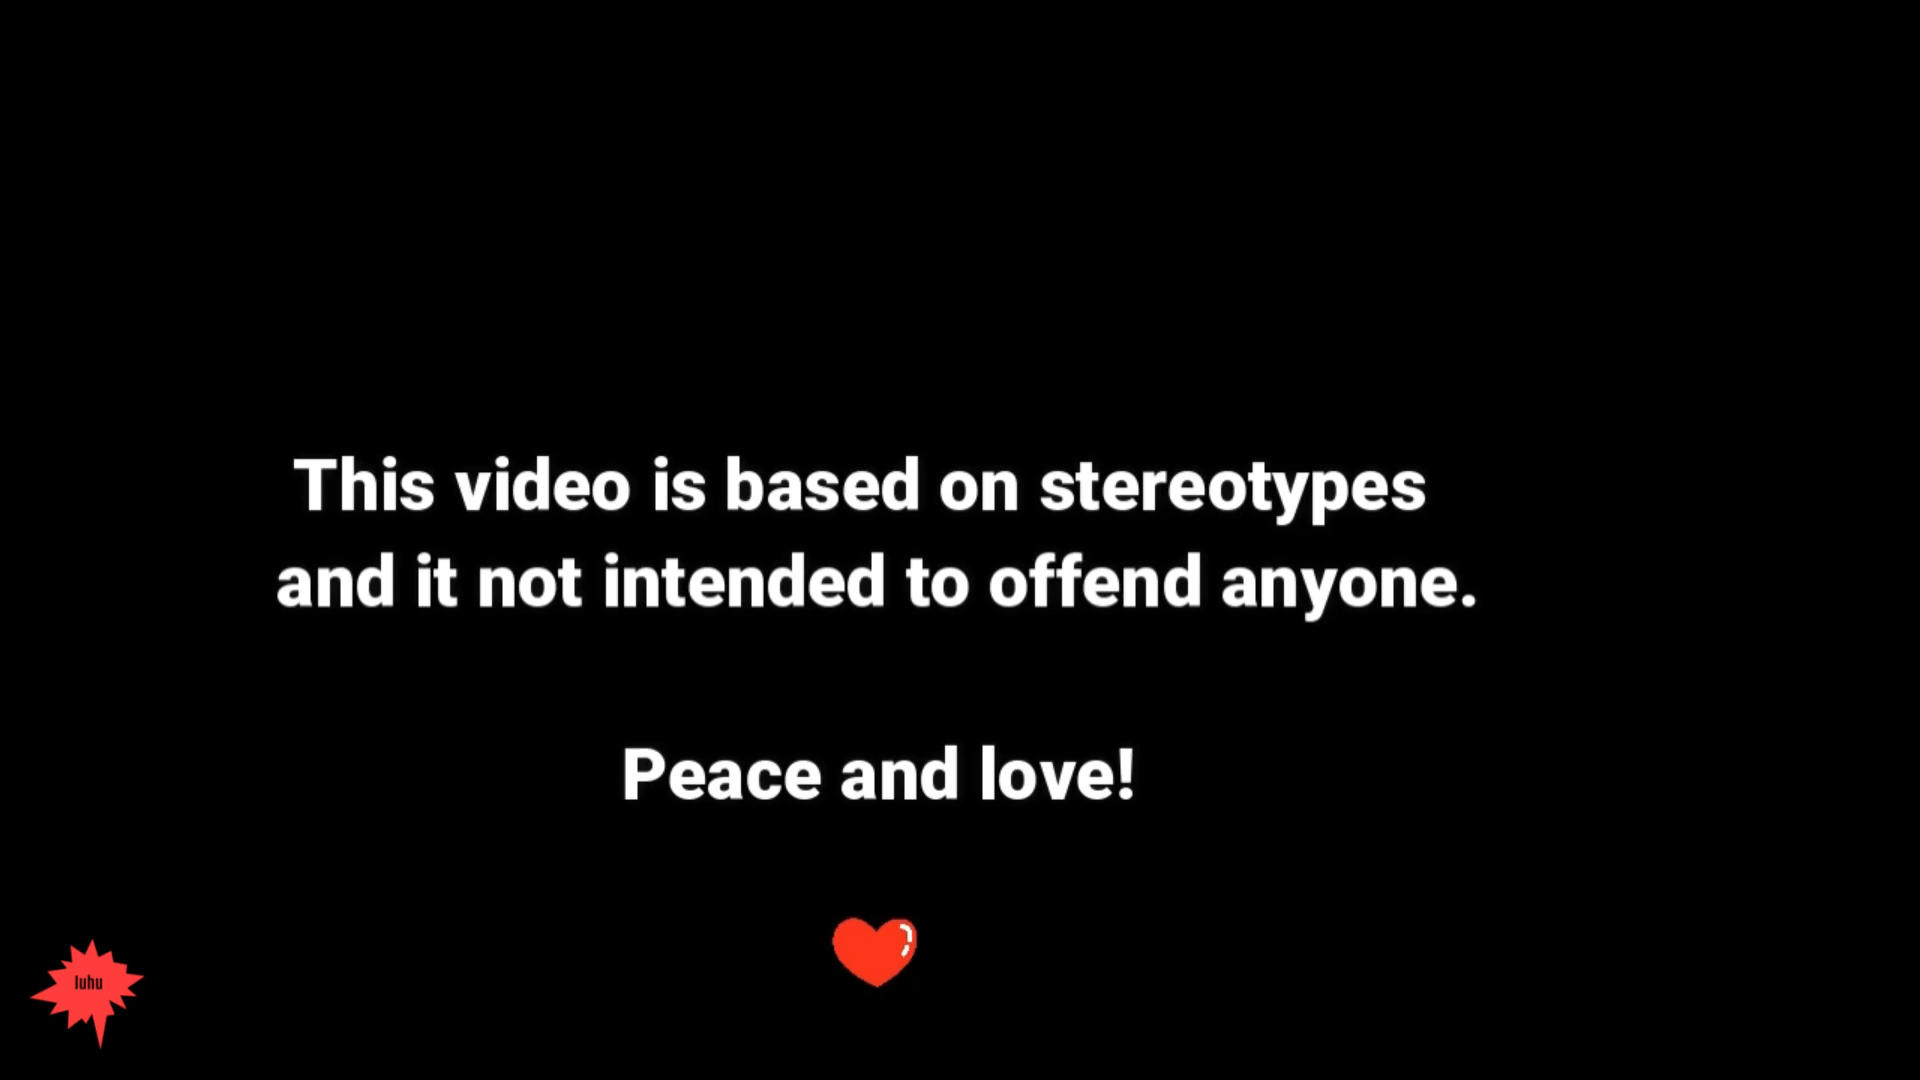 This video is based on stereotypes
and it not intended to offend anyone.
Peace and love!
luhu